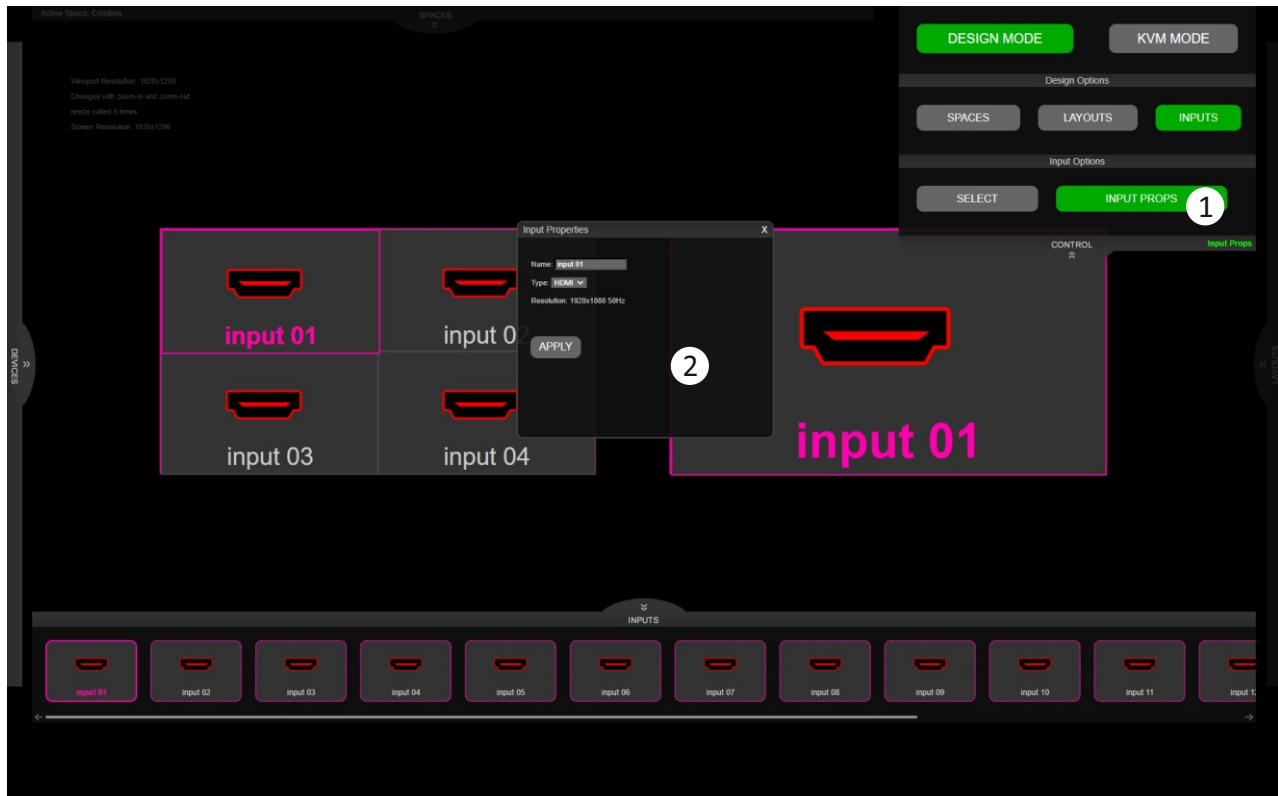 Active Space: Cristina
SPACES
Viewport Resolution 1920x1200
Changes with zoom-in and zoom-out
resize called 5 times
Screen Resolution 1920x1200
DESIGN MODE
KVM MODE
Design Options
SPACES
LAYOUTS
INPUTS
Input Options
SELECT
INPUT PROPS
1
CONTROL
Input Props
Input Properties
X
Name: input 01
Type: HDMI
Resolution: 1920x1080 50Hz
APPLY
2
input 01
input 02
input 03
input 04
input 01
DEVICES
LAYOUTS
INPUTS
input 01
input 02
input 03
input 04
input 05
input 06
input 07
input 08
input 09
input 10
input 11
input 1